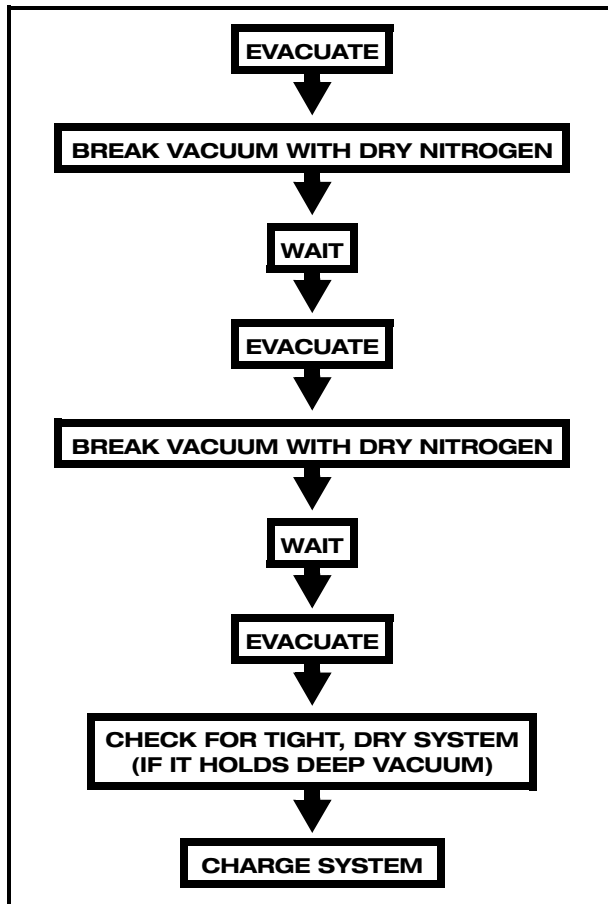 EVACUATE
BREAK VACUUM WITH DRY NITROGEN
WAIT
EVACUATE
BREAK VACUUM WITH DRY NITROGEN
WAIT
EVACUATE
CHECK FOR TIGHT, DRY SYSTEM
(IF IT HOLDS DEEP VACUUM)
CHARGE SYSTEM